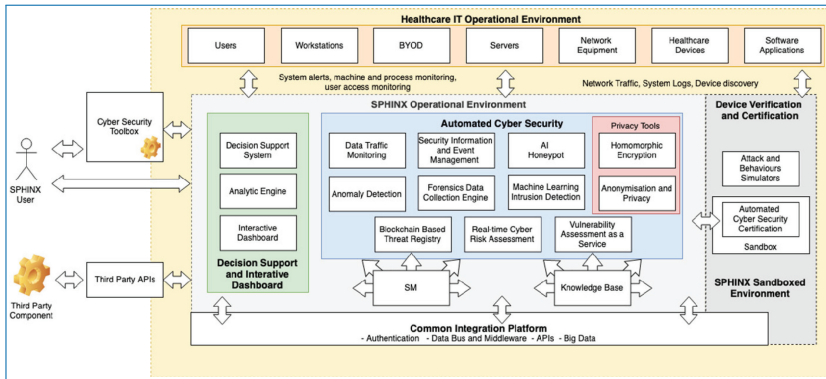 Healthcare IT Operational Environment
Users
Workstations
BYOD
Servers
Network
Equipment
Healthcare
Devices
Software
Applications
System alerts, machine and process monitoring,
user access monitoring
Network Traffic, System Logs, Device discovery
SPHINX Operational Environment
Device Verification
and Certification
Cyber Security
Toolbox
SPHINX
User
Third Party
Component
Third Party APIs
Decision Support
System
Analytic Engine
Interactive
Dashboard
Decision Support
and Interative
Dashboard
Automated Cyber Security
Privacy Tools
Data Traffic
Monitoring
Security Information
and Event
Management
AI
Honeypot
Homomorphic
Encryption
Anomaly Detection
Forensics Data
Collection Engine
Machine Learning
Intrusion Detection
Anonymisation and
Privacy
Blockchain Based
Threat Registry
Real-time Cyber
Risk Assessment
Vulnerability
Assessment as a
Service
SM
Knowledge Base
Attack and
Behaviours
Simulators
Automated
Cyber Security
Certification
Sandbox
SPHINX Sandboxed
Environment
Common Integration Platform
- Authentication - Data Bus and Middleware - APIs - Big Data